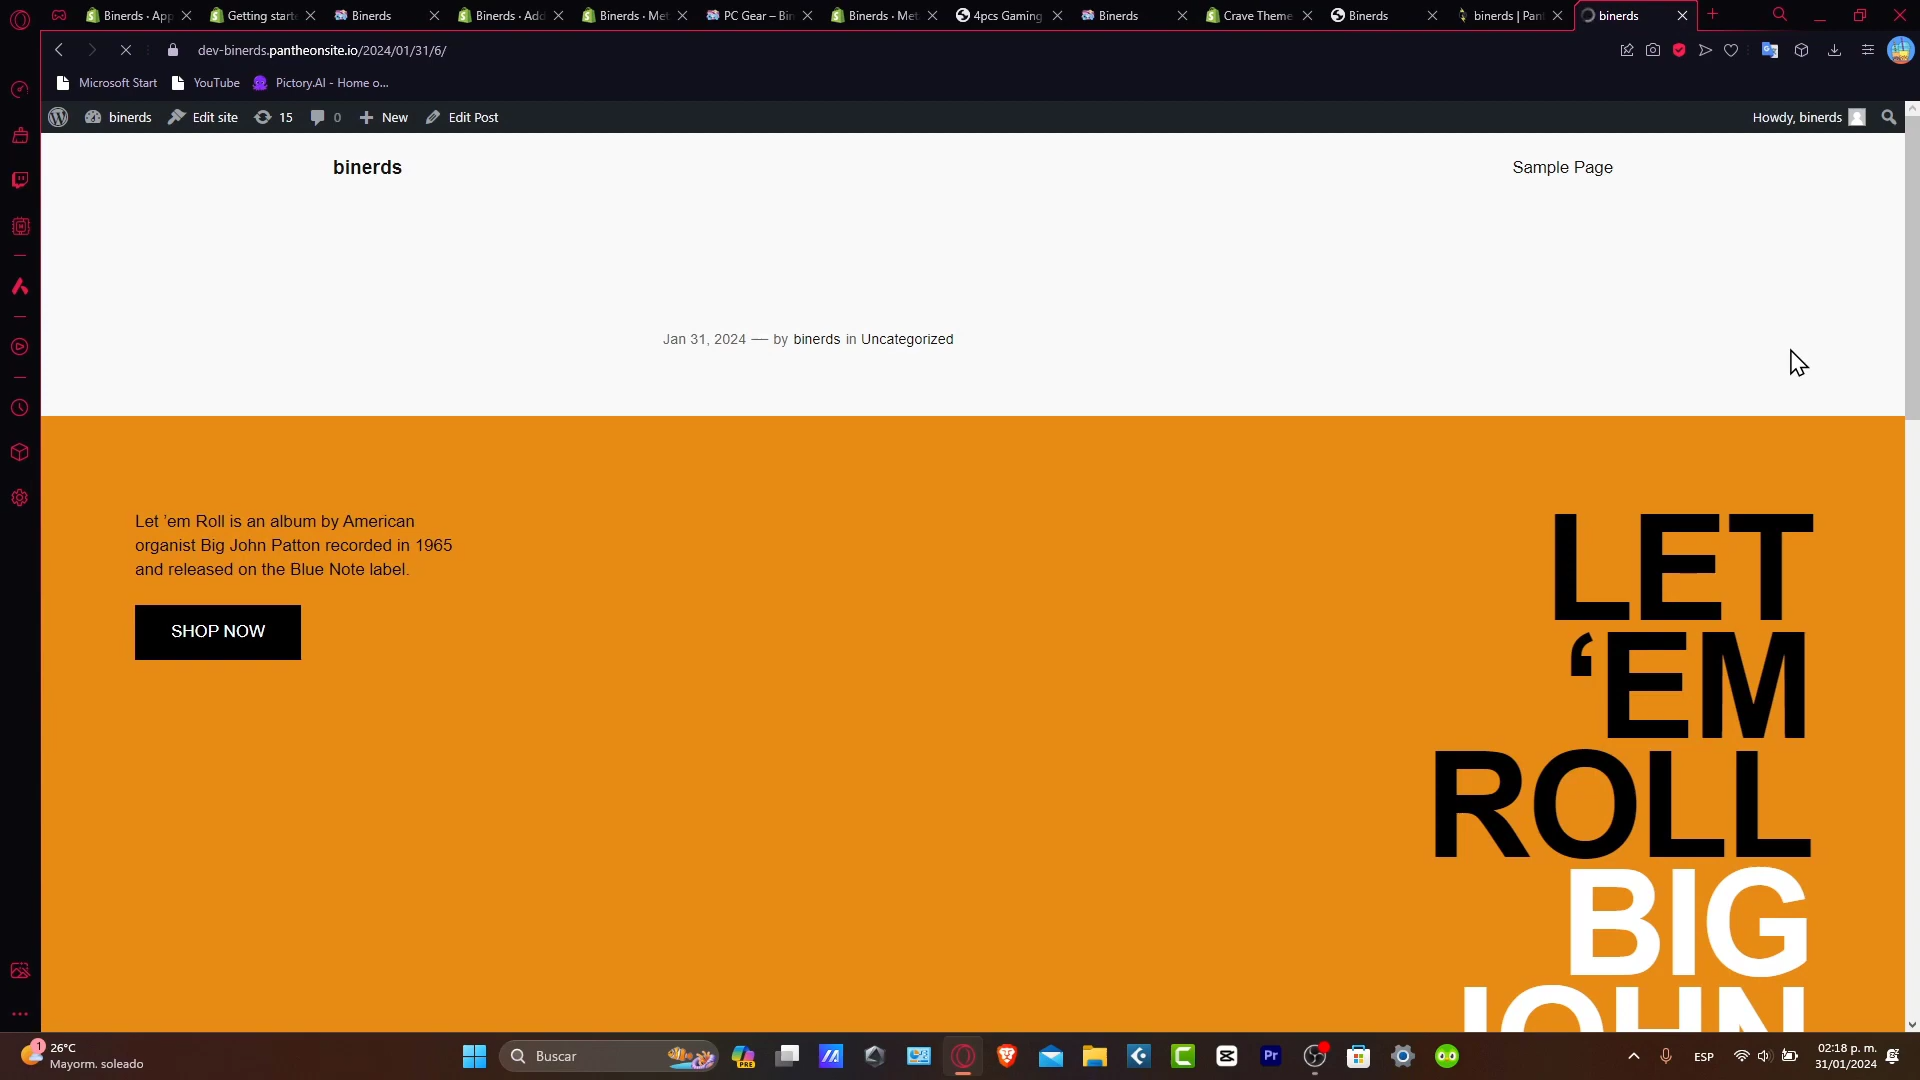 Binerds · App
Getting start
Binerds
Binerds · Add
Binerds · Met
PC Gear – Bin
Binerds · Met
4pcs Gaming
Binerds
Crave Theme
Binerds
binerds | Pant
binerds
dev-binerds.pantheonsite.io/2024/01/31/6/
Microsoft Start
YouTube
Pictory.AI - Home o...
binerds
Edit site
15
0
New
Edit Post
Howdy, binerds
binerds
Sample Page
Jan 31, 2024 — by binerds in Uncategorized
Let ’em Roll is an album by American
organist Big John Patton recorded in 1965
and released on the Blue Note label.
SHOP NOW
LET
‘EM
ROLL
BIG
JOHN
1
26°C
Mayorm. soleado
Buscar
PRE
Pr
ESP
02:18 p. m.
31/01/2024